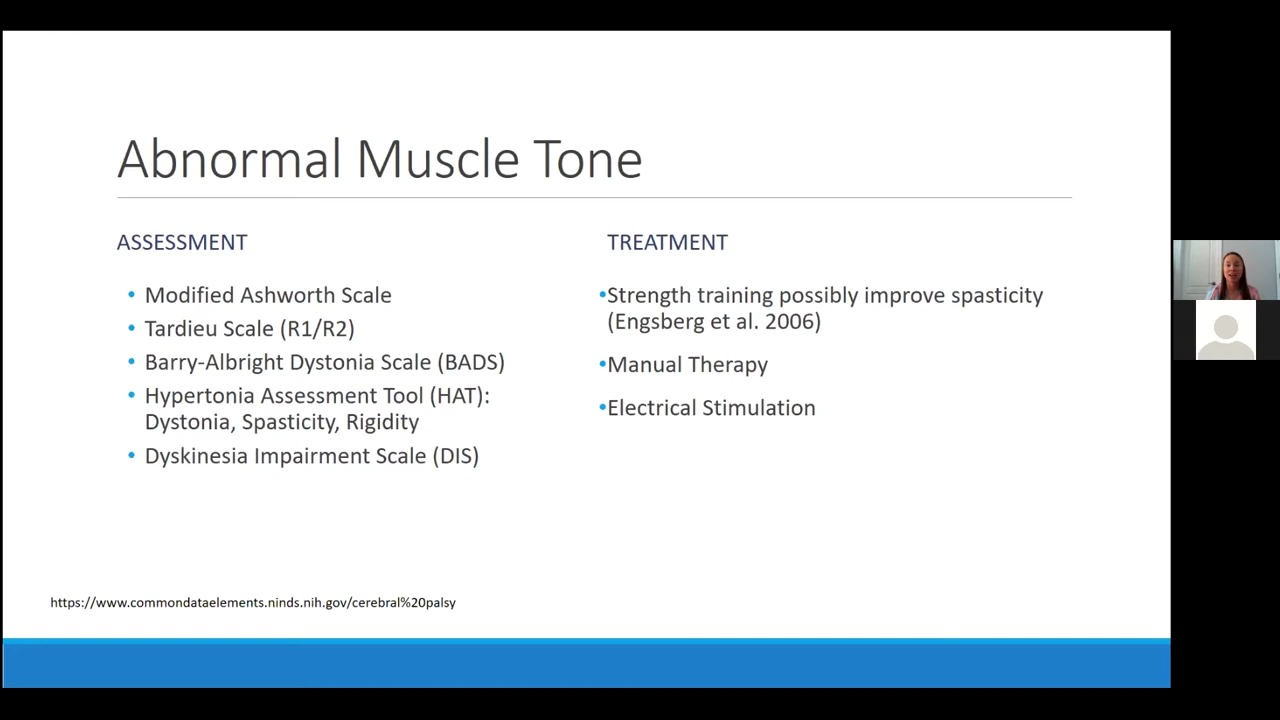 Abnormal Muscle Tone
ASSESSMENT
• Modified Ashworth Scale
• Tardieu Scale (R1/R2)
• Barry-Albright Dystonia Scale (BADS)
• Hypertonia Assessment Tool (HAT):
Dystonia, Spasticity, Rigidity
• Dyskinesia Impairment Scale (DIS)
TREATMENT
•Strength training possibly improve spasticity
(Engsberg et al. 2006)
•Manual Therapy
•Electrical Stimulation
https://www.commondataelements.ninds.nih.gov/cerebral%20palsy